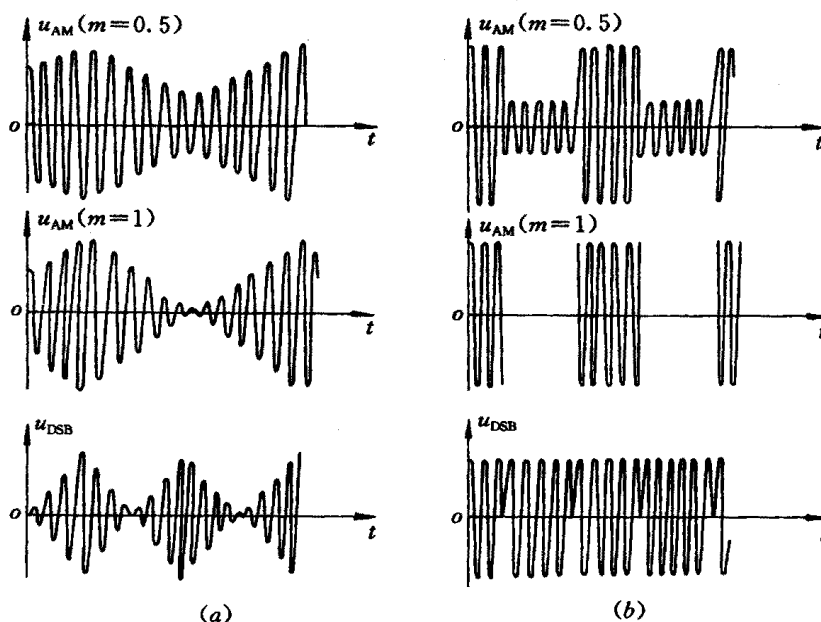 u_AM(m=0.5)
o
t
u_AM(m=1)
o
t
u_DSB
o
t
(a)
u_AM(m=0.5)
o
t
u_AM(m=1)
o
u_DSB
o
(b)